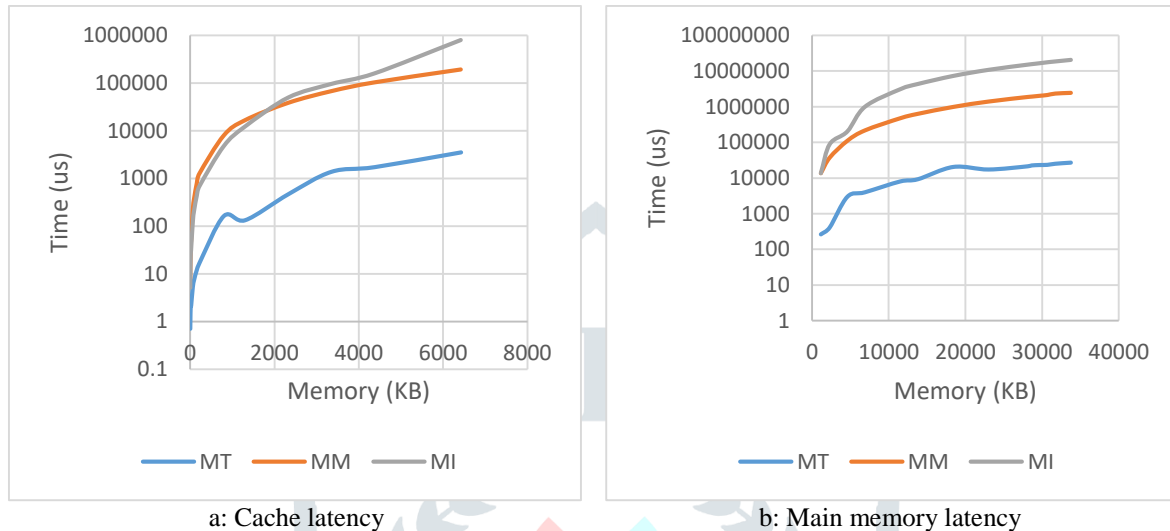 1000000
100000
10000
1000
100
10
1
0.1
Time (us)
0 2000 4000 6000 8000
Memory (KB)
MT MM MI
a: Cache latency
100000000
10000000
1000000
100000
10000
1000
100
10
1
Time (us)
0 10000 20000 30000 40000
Memory (KB)
MT MM MI
b: Main memory latency